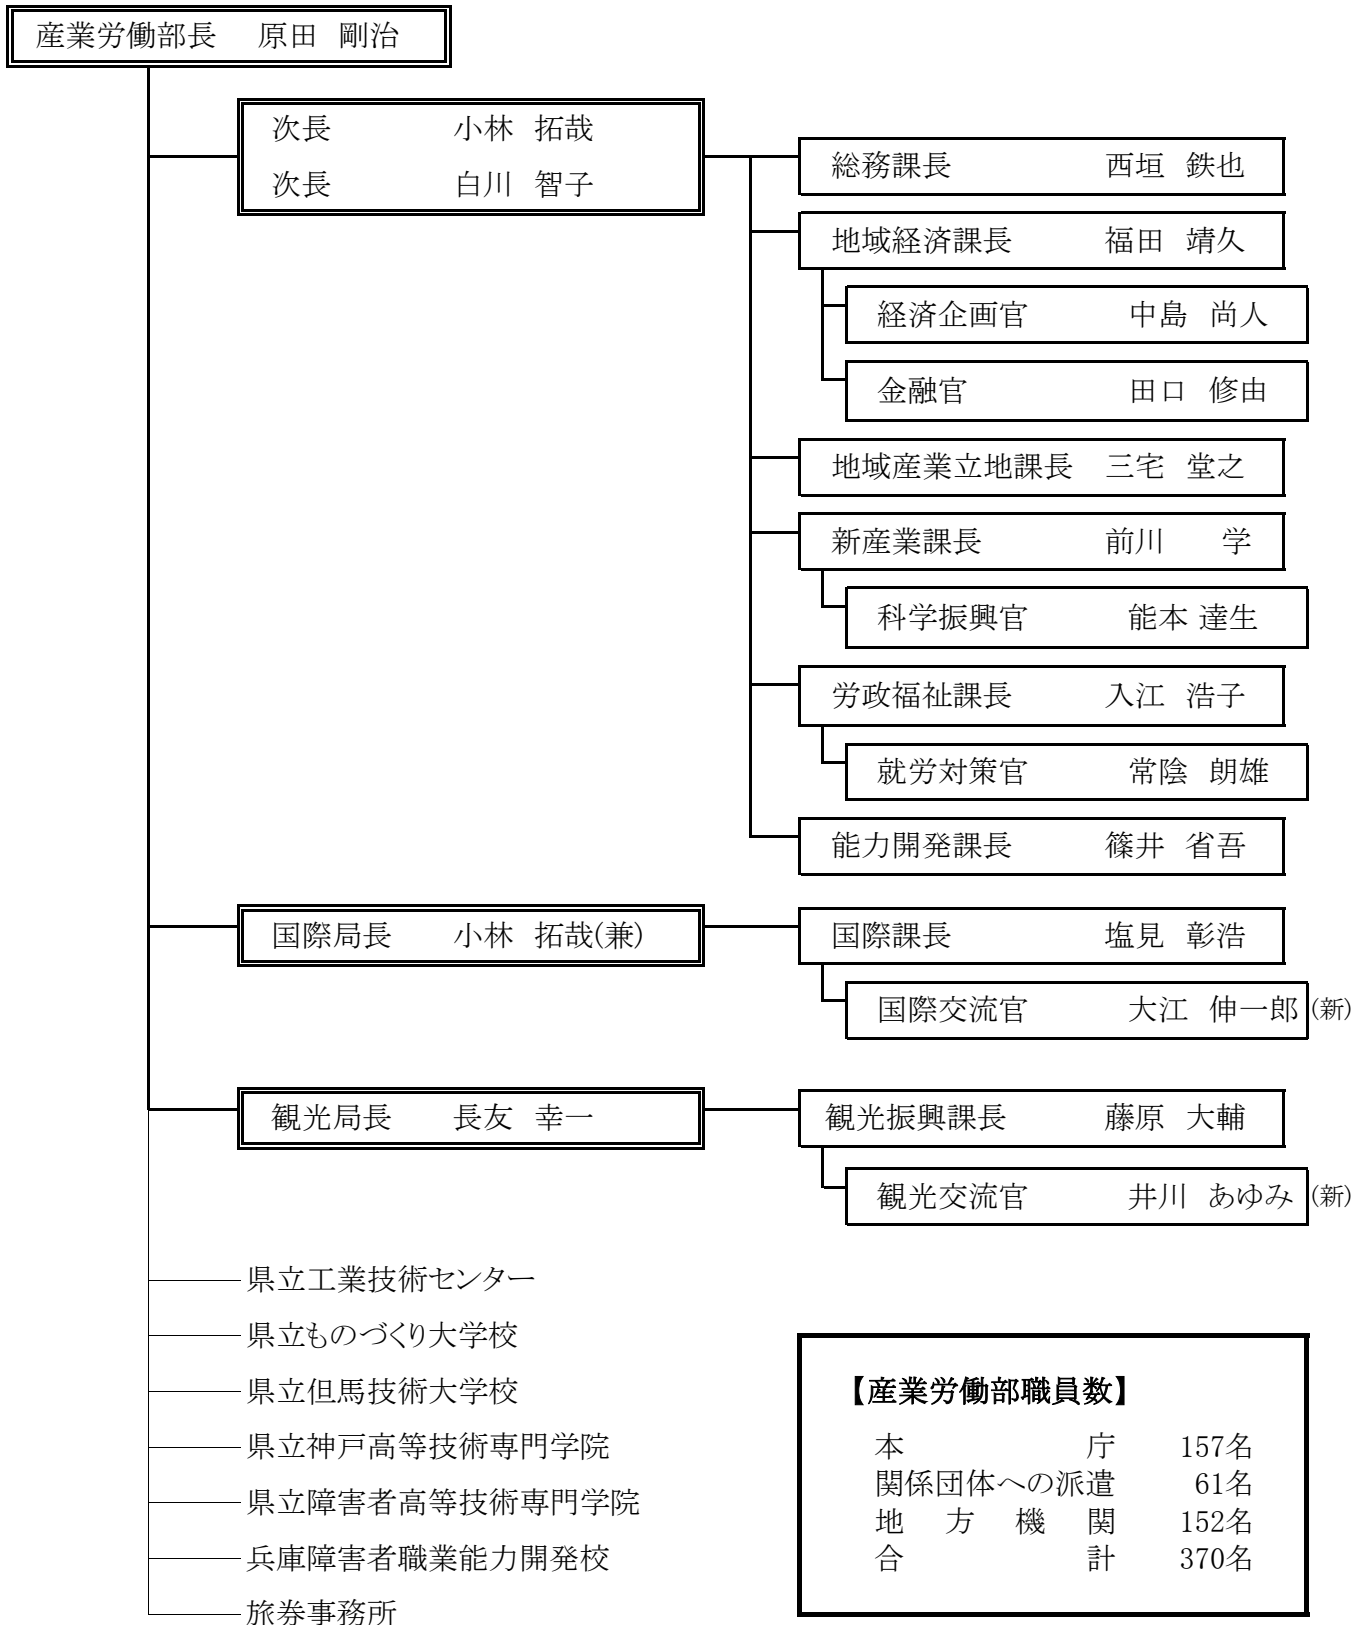 産業労働部長 原田 剛治
次長 小林 拓哉
次長 白川 智子
総務課長 西垣 鉄也
地域経済課長 福田 靖久
経済企画官 中島 尚人
金融官 田口 修由
地域産業立地課長 三宅 堂之
新産業課長 前川 学
科学振興官 能本 達生
労政福祉課長 入江 浩子
就労対策官 常陰 朗雄
能力開発課長 篠井 省吾
国際局長 小林 拓哉(兼)
国際課長 塩見 彰浩
国際交流官 大江 伸一郎 (新)
観光局長 長友 幸一
観光振興課長 藤原 大輔
観光交流官 井川 あゆみ (新)
県立工業技術センター
県立ものづくり大学校
県立但馬技術大学校
県立神戸高等技術専門学院
県立障害者高等技術専門学院
兵庫障害者職業能力開発校
旅券事務所
【産業労働部職員数】
本庁 157名
関係団体への派遣 61名
地方機関 152名
合計 370名